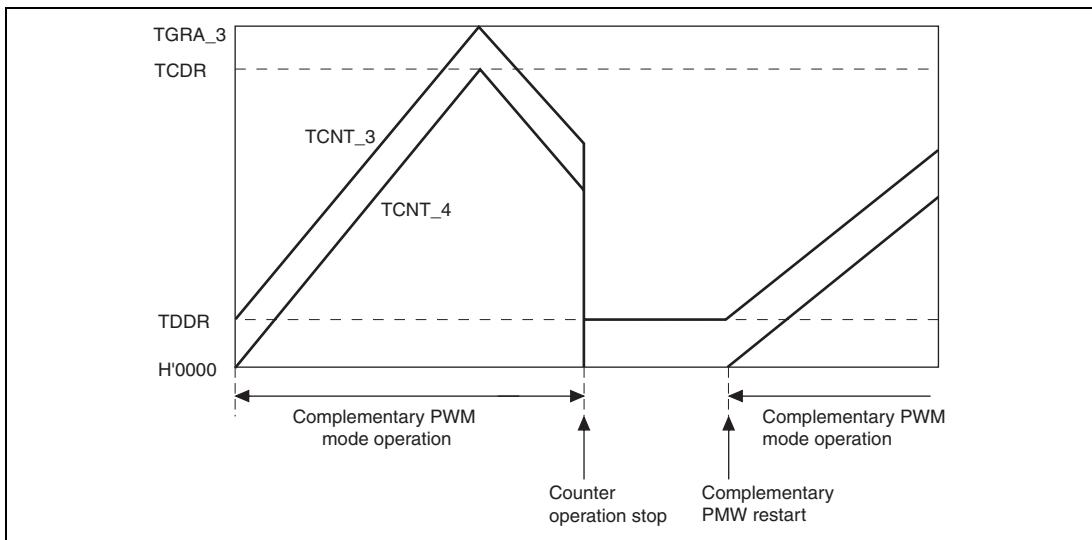 TGRA_3
TCDR
TCNT_3
TCNT_4
TDDR
H'0000
Complementary PWM
mode operation
Complementary PWM
mode operation
Counter
operation stop
Complementary
PMW restart